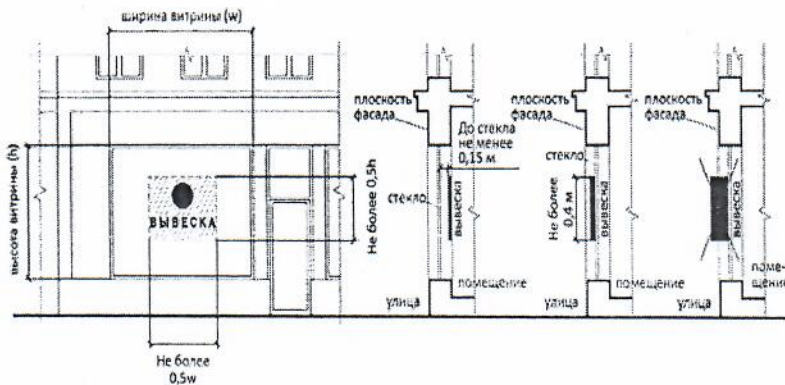 ширина витрины (w)
высота витрины (h)
ВЫВЕСКА
Не более 0,5h
Не более
0,5w
плоскость
фасада
До стекла
не менее
0,15 м
стекло
вывеска
улица
помещение
плоскость
фасада
стекло
Не более
0,4 м
вывеска
улица
помещение
плоскость
фасада
вывеска
улица
поме-
щение